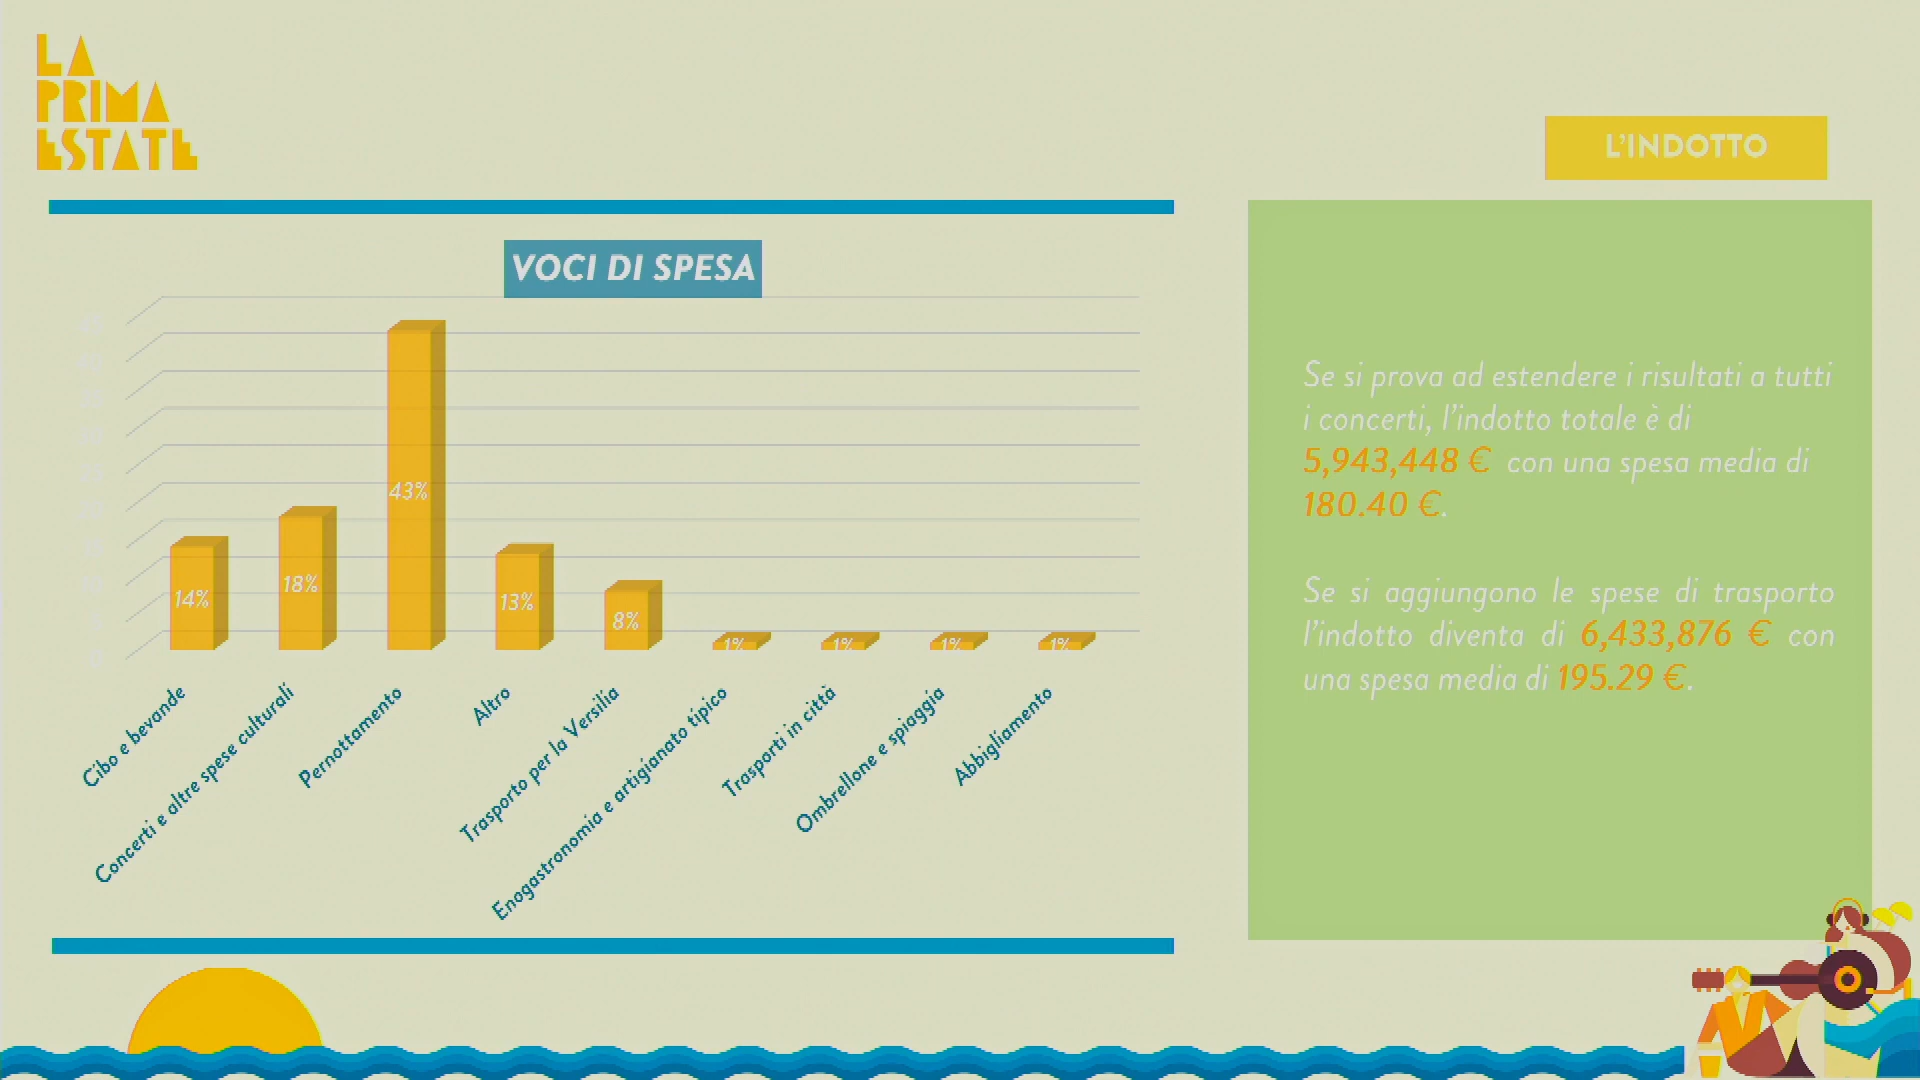 LA
PRIMA
ESTATE
L'INDOTTO
VOCI DI SPESA
43%
14%
18%
13%
8%
1%
1%
1%
1%
Cibo e bevande
Concerti e altre spese culturali
Pernottamento
Altro
Trasporto per la Versilia
Enogastronomia e artigianato tipico
Trasporti in città
Ombrellone e spiaggia
Abbigliamento
Se si prova ad estendere i risultati a tutti
i concerti, l'indotto totale è di
5,943,448 € con una spesa media di
180.40 €.
Se si aggiungono le spese di trasporto
l'indotto diventa di 6,433,876 € con
una spesa media di 195.29 €.